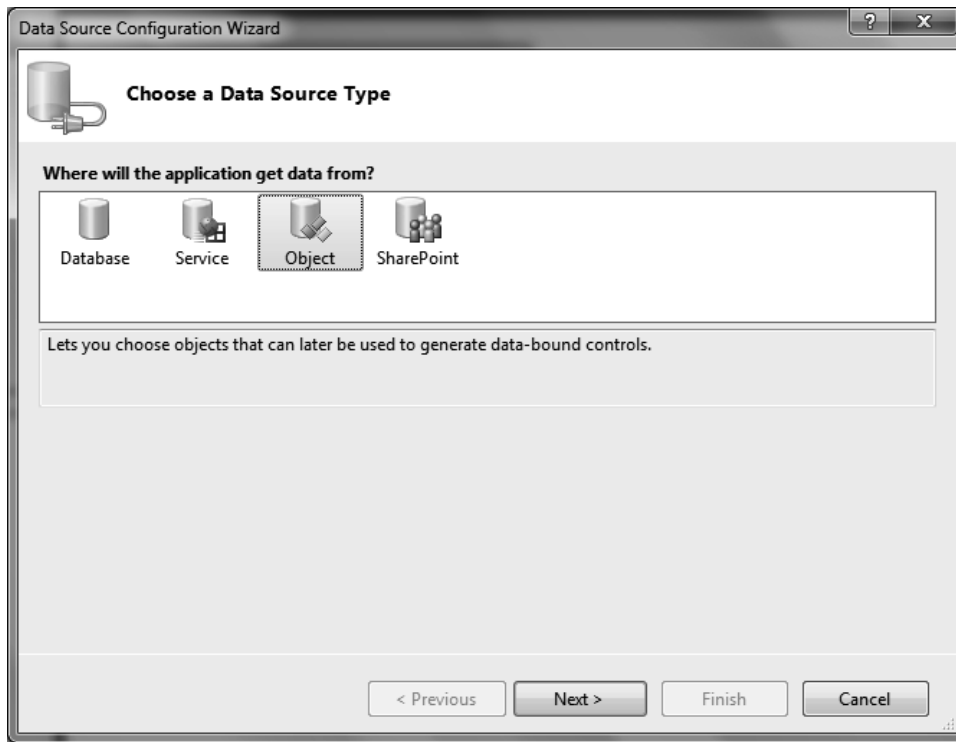 Data Source Configuration Wizard
?
X
Choose a Data Source Type
Where will the application get data from?
Database
Service
Object
SharePoint
Lets you choose objects that can later be used to generate data-bound controls.
< Previous
Next >
Finish
Cancel